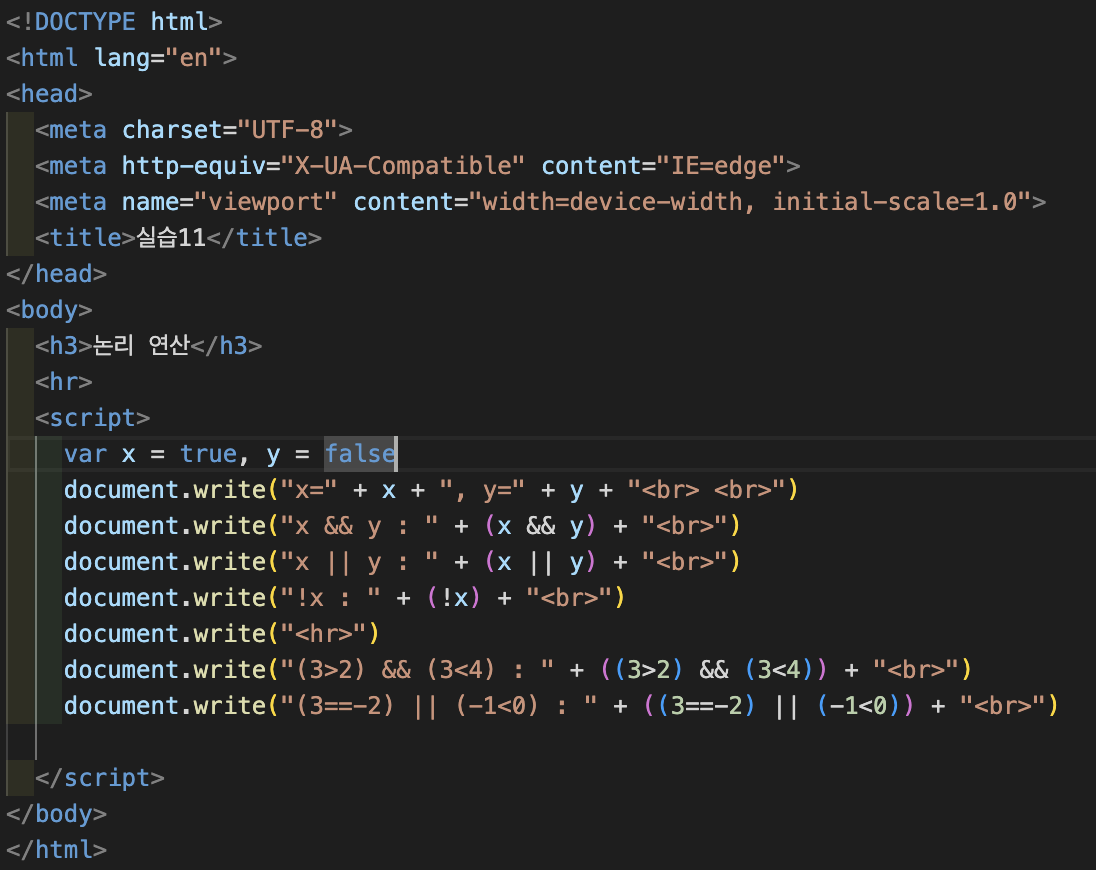 <!DOCTYPE html>
<html lang="en">
<head>
<meta charset="UTF-8">
<meta http-equiv="X-UA-Compatible" content="IE=edge">
<meta name="viewport" content="width=device-width, initial-scale=1.0">
<title>실습11</title>
</head>
<body>
<h3>논리 연산</h3>
<hr>
<script>
var x = true, y = false
document.write("x=" + x + ", y=" + y + "<br> <br>")
document.write("x && y : " + (x && y) + "<br>")
document.write("x || y : " + (x || y) + "<br>")
document.write("!x : " + (!x) + "<br>")
document.write("<hr>")
document.write("(3>2) && (3<4) : " + ((3>2) && (3<4)) + "<br>")
document.write("(3==-2) || (-1<0) : " + ((3==-2) || (-1<0)) + "<br>")
</script>
</body>
</html>